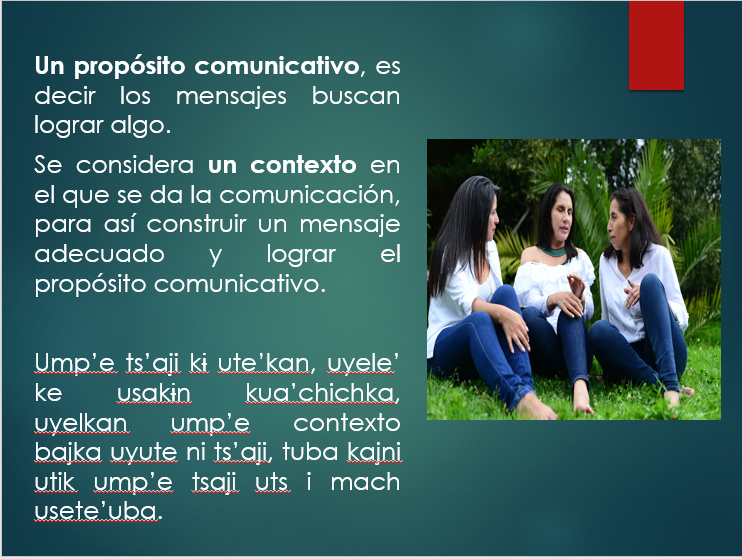 Un propósito comunicativo, es
decir los mensajes buscan
lograr algo.
Se considera un contexto en
el que se da la comunicación,
para así construir un mensaje
adecuado y lograr el
propósito comunicativo.
Ump’e ts’aji kɨ ute’kan, uyele’
ke usakɨn kua’chichka,
uyelkan ump’e contexto
bajka uyute ni ts’aji, tuba kajni
utik ump’e tsaji uts i mach
usete’uba.